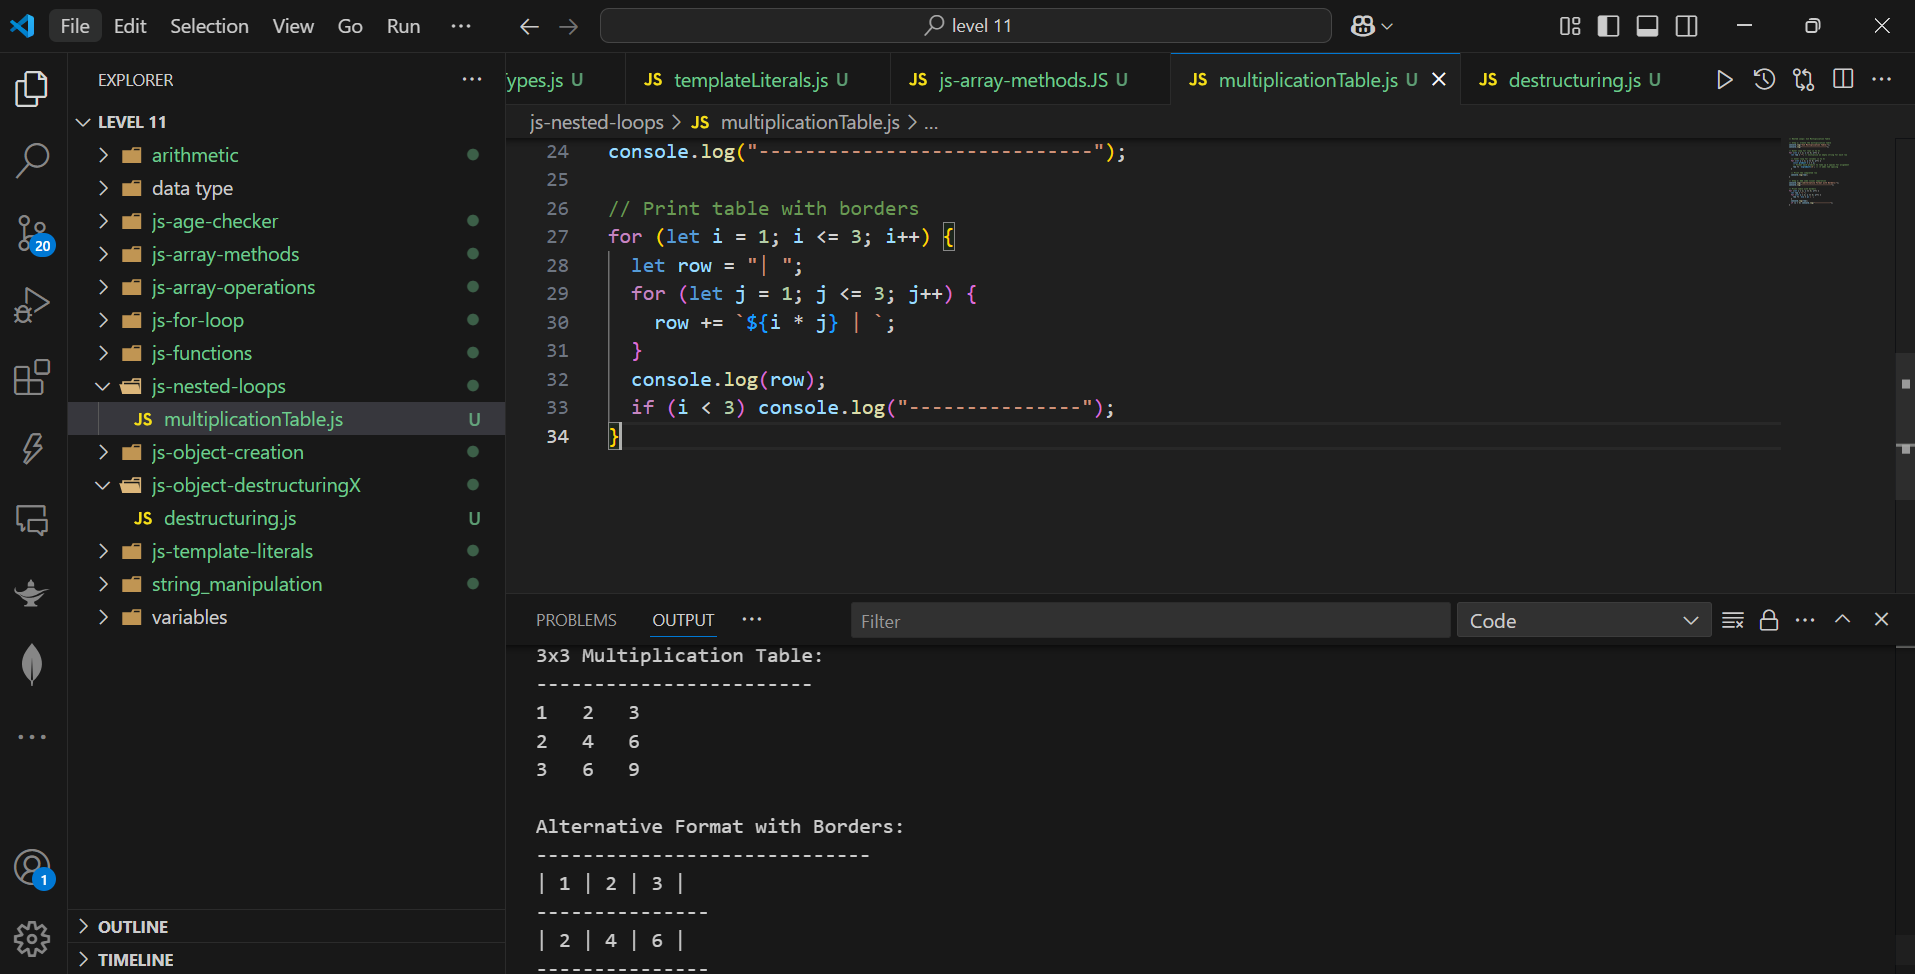 File Edit Selection View Go Run ···
level 11
EXPLORER ···
LEVEL 11
arithmetic
data type
js-age-checker
js-array-methods
js-array-operations
js-for-loop
js-functions
js-nested-loops
JS multiplicationTable.js U
js-object-creation
js-object-destructuringX
JS destructuring.js U
js-template-literals
string_manipulation
variables
OUTLINE
TIMELINE
20
1
ypes.js U JS templateLiterals.js U JS js-array-methods.JS U JS multiplicationTable.js U JS destructuring.js U
js-nested-loops > JS multiplicationTable.js > ...
24 console.log("-----------------------------");
25
26 // Print table with borders
27 for (let i = 1; i <= 3; i++) {
28 let row = "| ";
29 for (let j = 1; j <= 3; j++) {
30 row += `${i * j} | `;
31 }
32 console.log(row);
33 if (i < 3) console.log("---------------");
34 }
PROBLEMS OUTPUT ··· Filter Code
3x3 Multiplication Table:
------------------------
1 2 3
2 4 6
3 6 9
Alternative Format with Borders:
-----------------------------
| 1 | 2 | 3 |
---------------
| 2 | 4 | 6 |
---------------